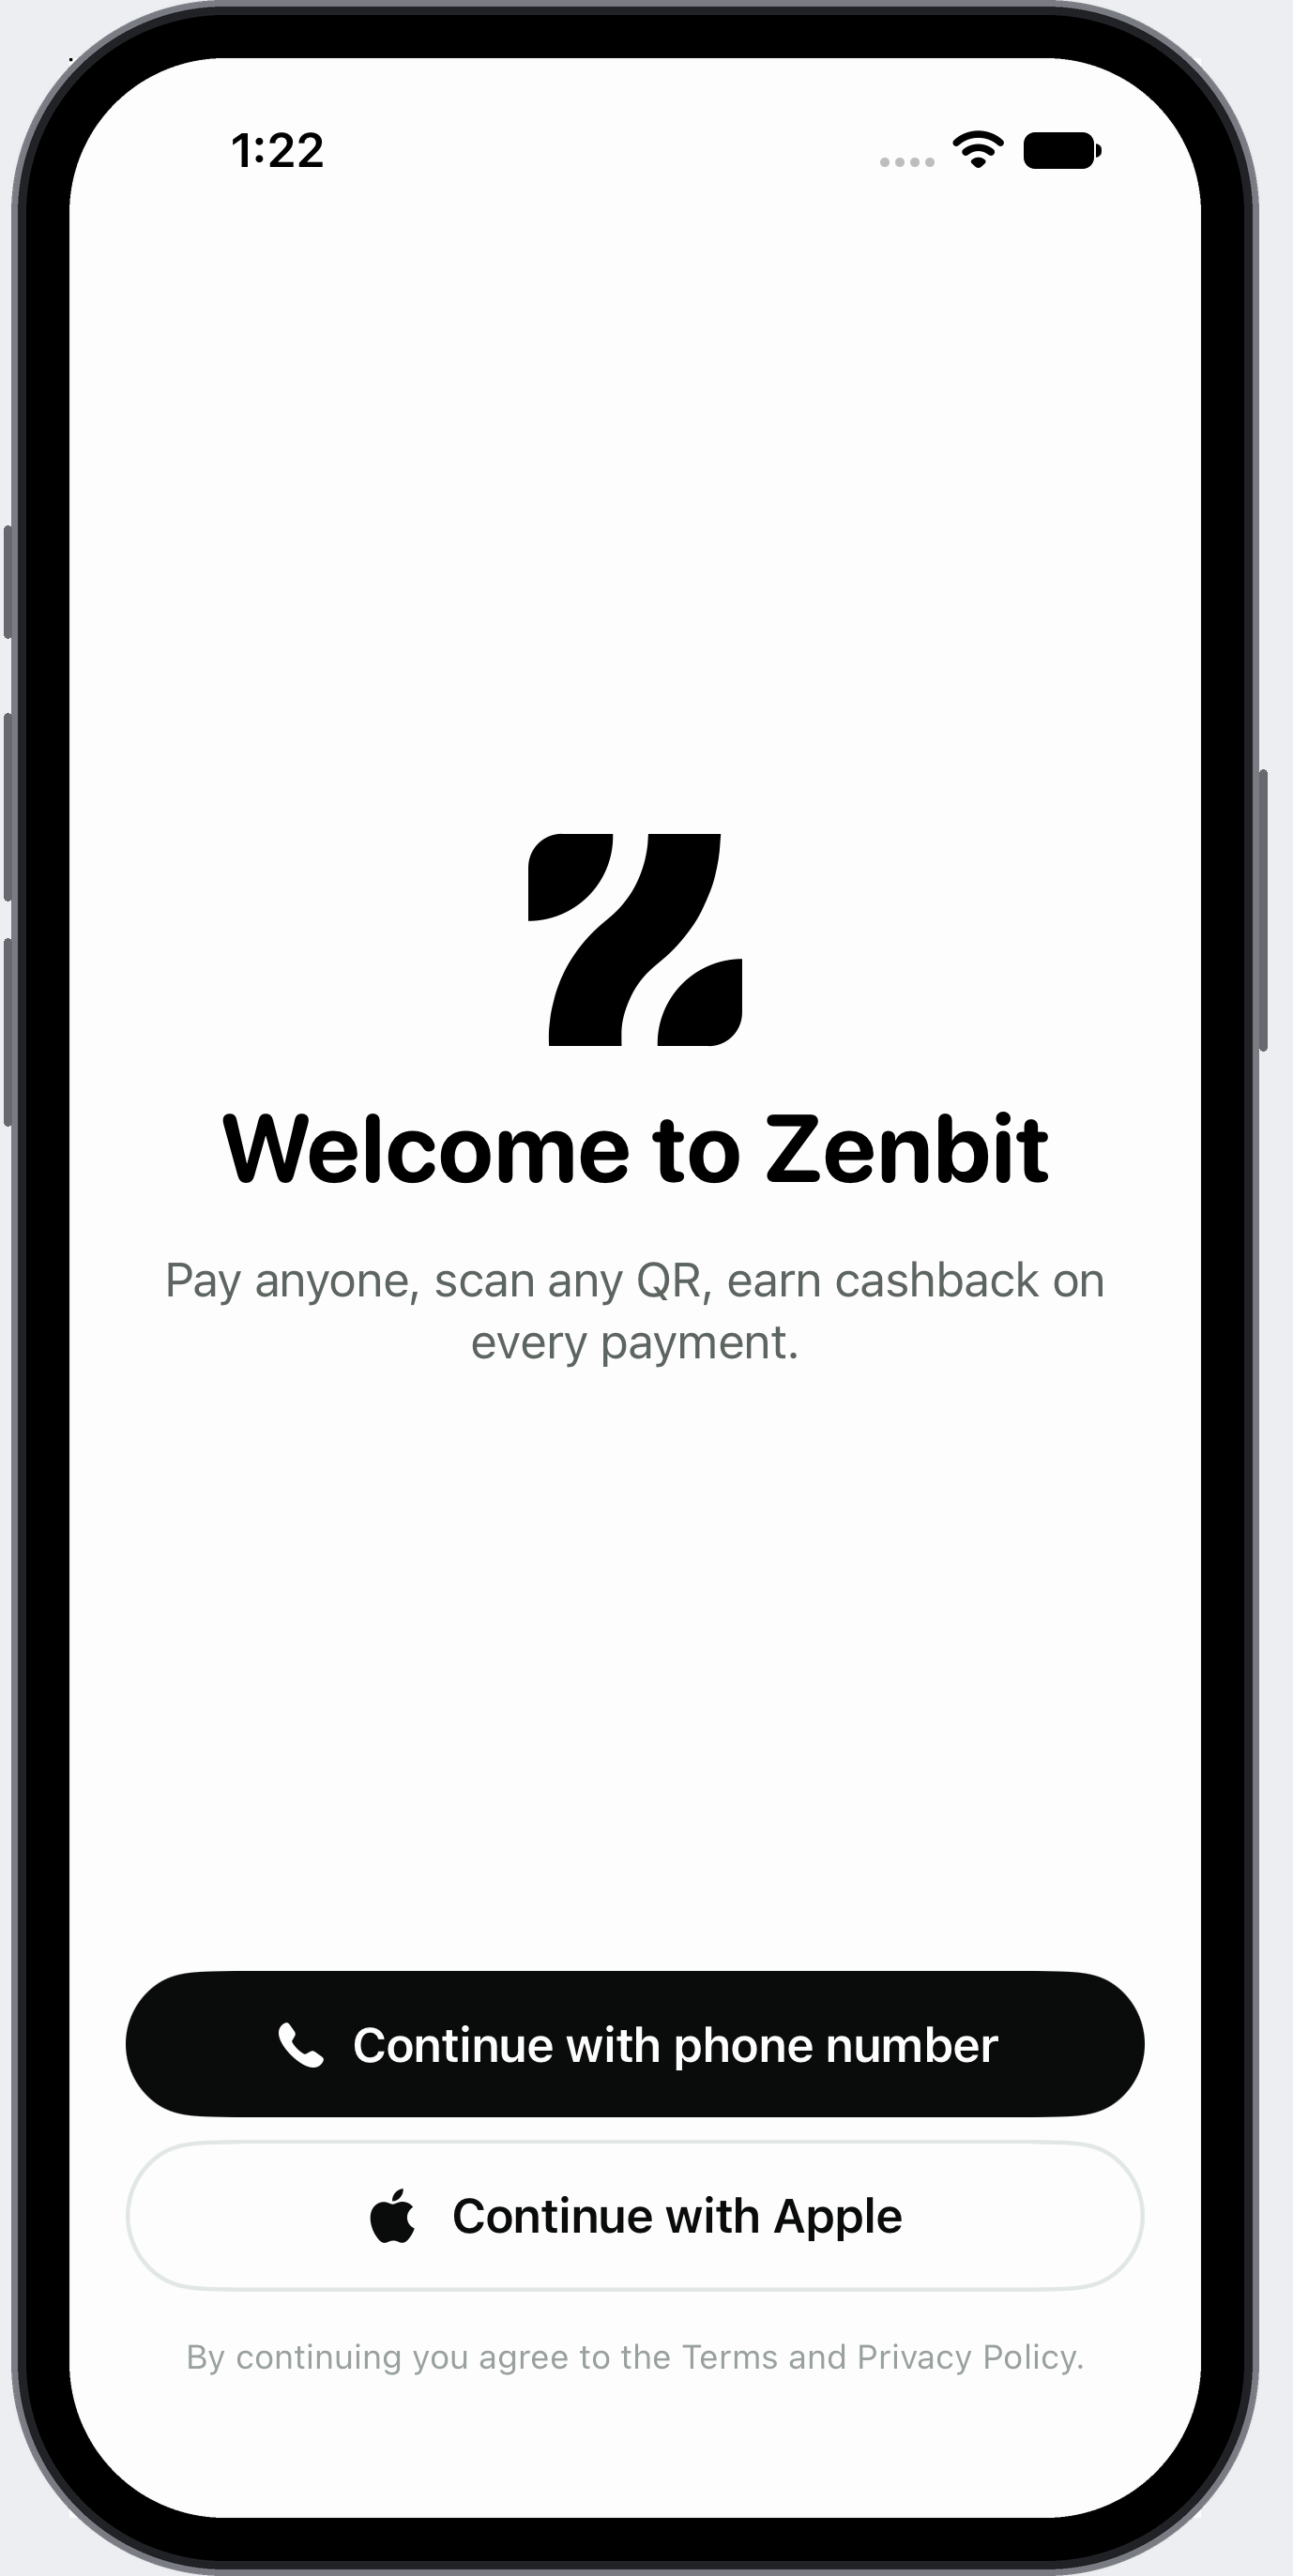 1:22
Welcome to Zenbit
Pay anyone, scan any QR, earn cashback on
every payment.
Continue with phone number
Continue with Apple
By continuing you agree to the Terms and Privacy Policy.